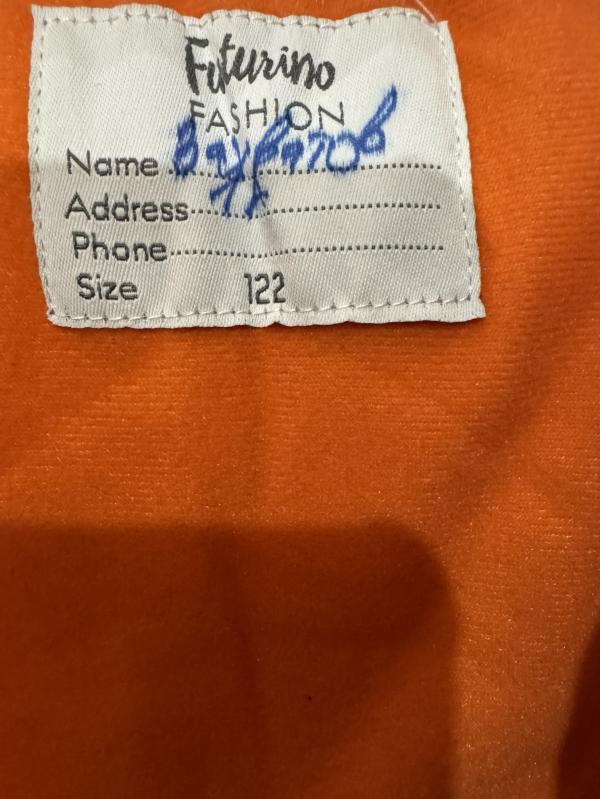 Futurino
FASHION
Name
Address
Phone
Size 122